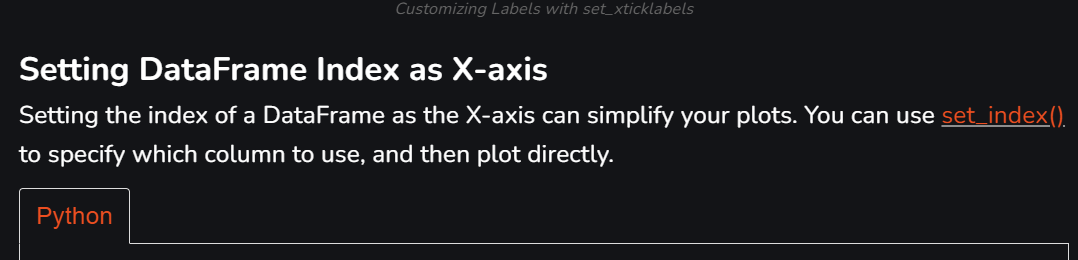 Customizing Labels with set_xticklabels
Setting DataFrame Index as X-axis
Setting the index of a DataFrame as the X-axis can simplify your plots. You can use set_index()
to specify which column to use, and then plot directly.
Python